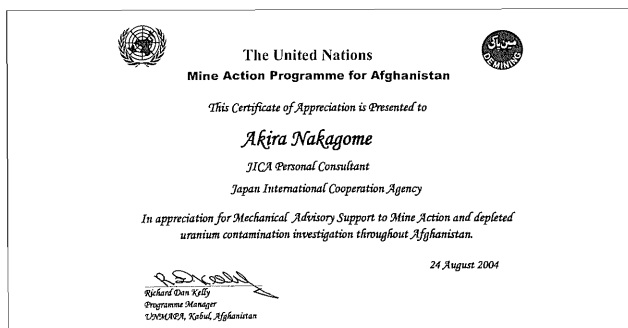 The United Nations
Mine Action Programme for Afghanistan
DEMINING
This Certificate of Appreciation is Presented to
Akira Nakagome
JICA Personal Consultant
Japan International Cooperation Agency
In appreciation for Mechanical Advisory Support to Mine Action and depleted
uranium contamination investigation throughout Afghanistan.
24 August 2004
Richard Dan Kelly
Programme Manager
UNMAPA, Kabul, Afghanistan